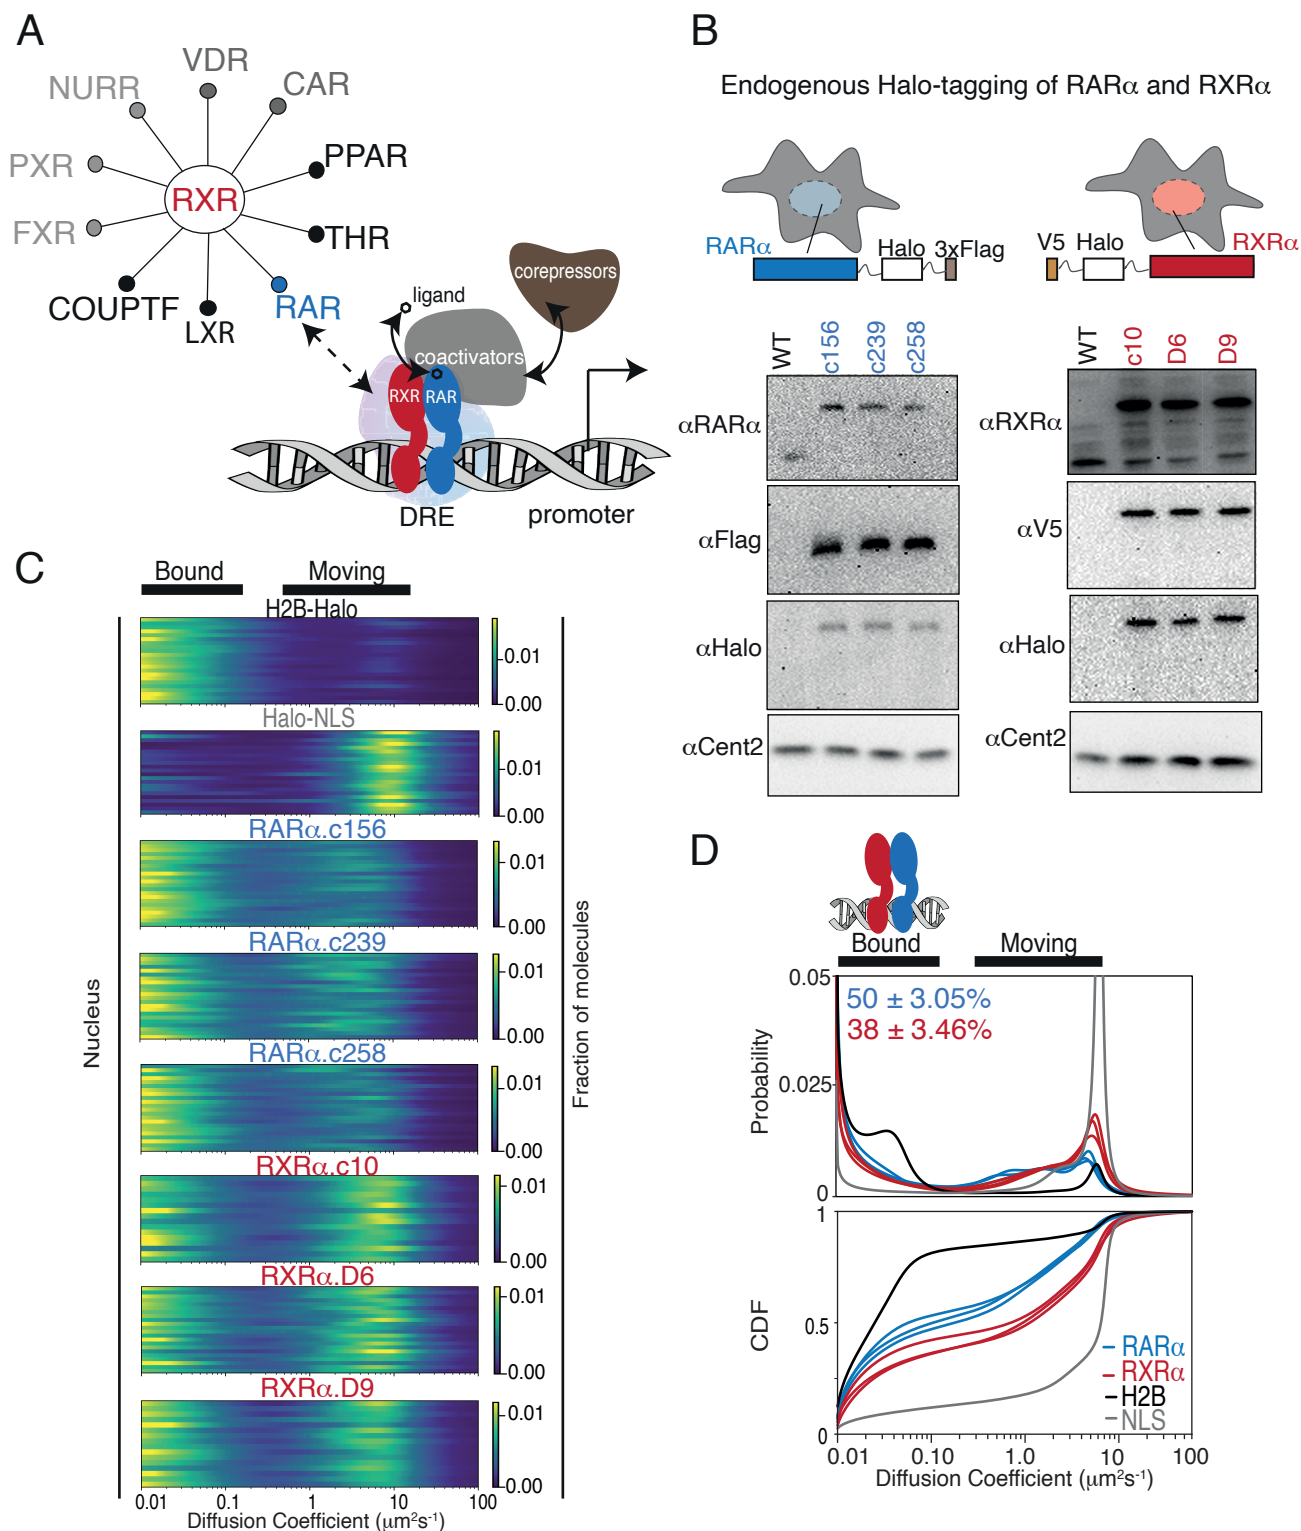 A
NURR
VDR
CAR
PXR
PPAR
RXR
FXR
THR
COUPTF
LXR
RAR
ligand
corepressors
coactivators
RXR
RAR
DRE
promoter
B
Endogenous Halo-tagging of RARα and RXRα
RARα
Halo
3xFlag
V5
Halo
RXRα
WT
c156
c239
c258
αRARα
αFlag
αHalo
αCent2
WT
c10
D6
D9
αRXRα
αV5
αHalo
αCent2
C
Bound
Moving
H2B-Halo
0.01
0.00
Halo-NLS
0.01
0.00
RARα.c156
0.01
0.00
RARα.c239
0.01
0.00
RARα.c258
0.01
0.00
RXRα.c10
0.01
0.00
RXRα.D6
0.01
0.00
RXRα.D9
0.01
0.00
Nucleus
Fraction of molecules
0.01 0.1 1 10 100
Diffusion Coefficient (μm²s⁻¹)
D
Bound
Moving
0.05
50 ± 3.05%
38 ± 3.46%
Probability
0.025
0
1
CDF
0.5
RARα
RXRα
H2B
NLS
0
0.01 0.10 1.0 10 100
Diffusion Coefficient (μm²s⁻¹)